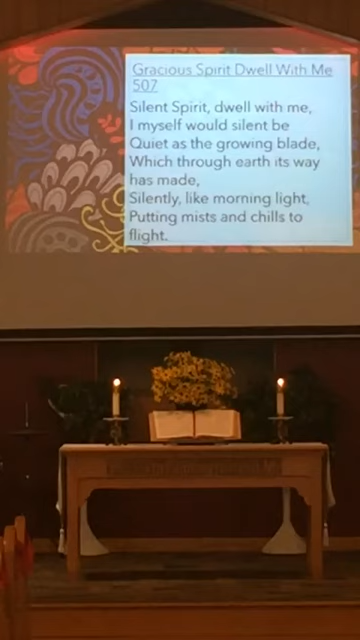 Gracious Spirit Dwell With Me
507
Silent Spirit, dwell with me,
I myself would silent be
Quiet as the growing blade,
Which through earth its way
has made,
Silently, like morning light,
Putting mists and chills to
flight.